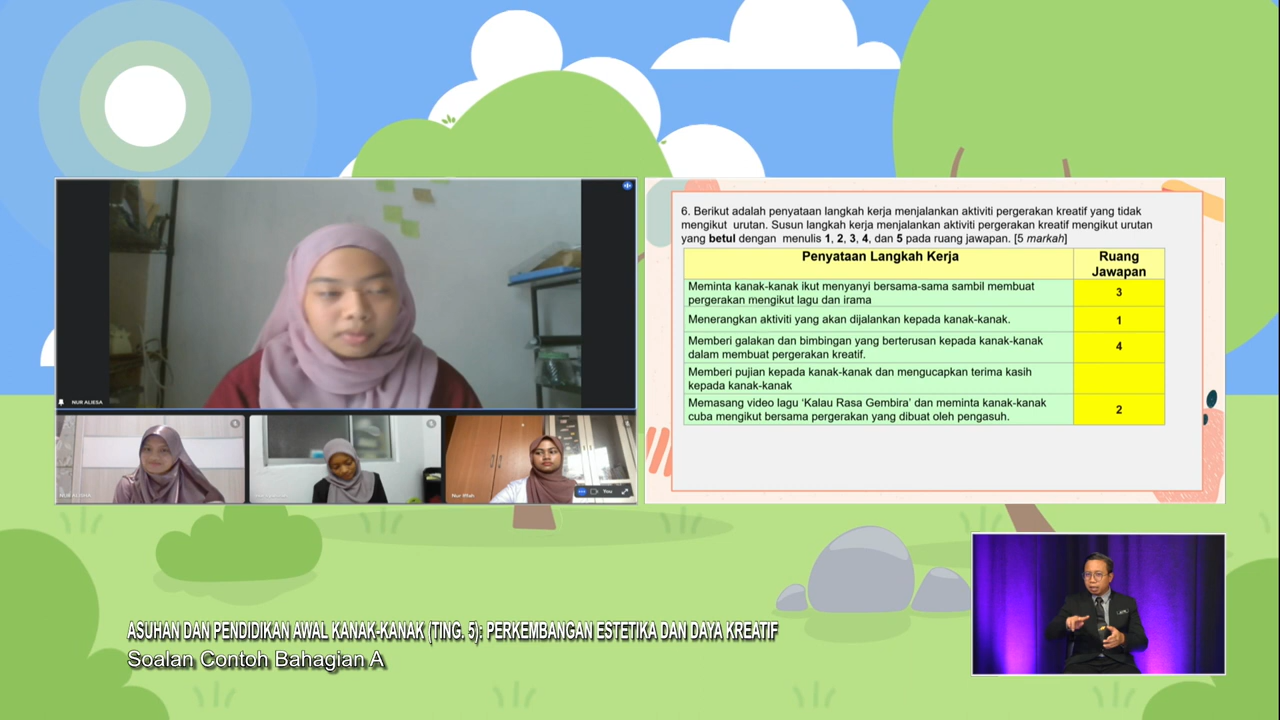 6. Berikut adalah penyataan langkah kerja menjalankan aktiviti pergerakan kreatif yang tidak
mengikut urutan. Susun langkah kerja menjalankan aktiviti pergerakan kreatif mengikut urutan
yang betul dengan menulis 1, 2, 3, 4, dan 5 pada ruang jawapan. [5 markah]
Penyataan Langkah Kerja
Ruang
Jawapan
Meminta kanak-kanak ikut menyanyi bersama-sama sambil membuat
pergerakan mengikut lagu dan irama
3
Menerangkan aktiviti yang akan dijalankan kepada kanak-kanak.
1
Memberi galakan dan bimbingan yang berterusan kepada kanak-kanak
dalam membuat pergerakan kreatif.
4
Memberi pujian kepada kanak-kanak dan mengucapkan terima kasih
kepada kanak-kanak
Memasang video lagu ‘Kalau Rasa Gembira’ dan meminta kanak-kanak
cuba mengikut bersama pergerakan yang dibuat oleh pengasuh.
2
NUR ALIESA
NUR ALISHA
Nur Iffah
You
ASUHAN DAN PENDIDIKAN AWAL KANAK-KANAK (TING. 5): PERKEMBANGAN ESTETIKA DAN DAYA KREATIF
Soalan Contoh Bahagian A